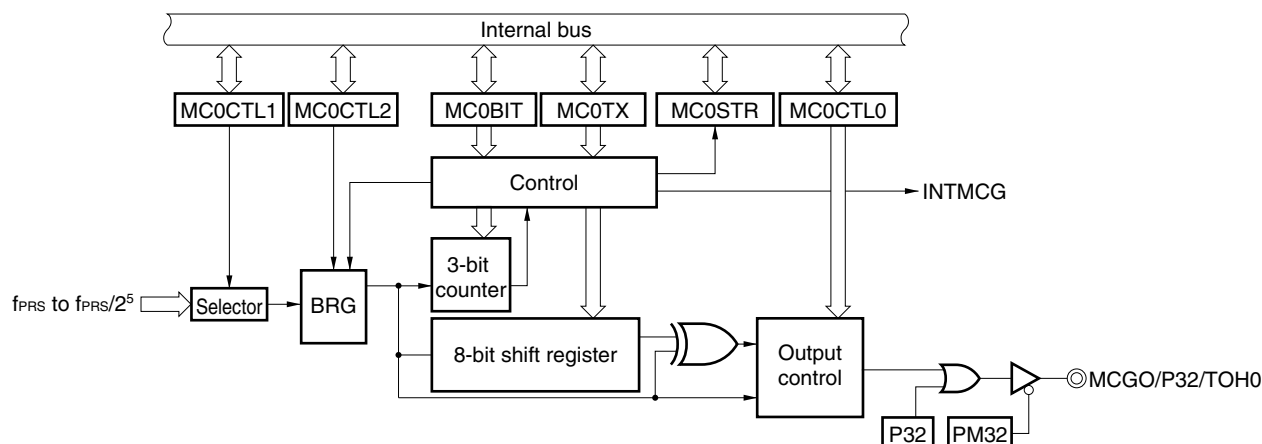 Internal bus
MC0CTL1 MC0CTL2 MC0BIT MC0TX MC0STR MC0CTL0
Control
INTMCG
3-bit
counter
fPRS to fPRS/2⁵
Selector
BRG
8-bit shift register
Output
control
MCGO/P32/TOH0
P32
PM32